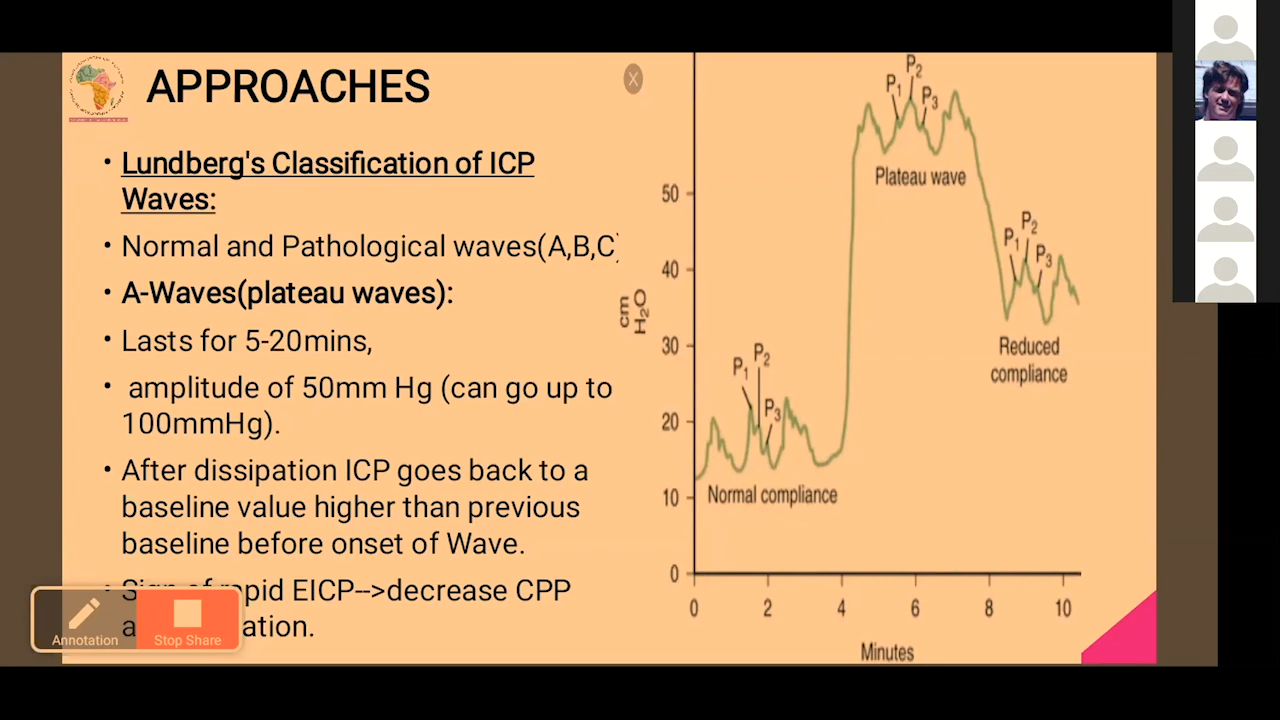 APPROACHES
X
• Lundberg's Classification of ICP
Waves:
• Normal and Pathological waves(A,B,C)
• A-Waves(plateau waves):
• Lasts for 5-20mins,
• amplitude of 50mm Hg (can go up to
100mmHg).
• After dissipation ICP goes back to a
baseline value higher than previous
baseline before onset of Wave.
• Sign of rapid EICP-->decrease CPP
ation.
Annotation
Stop Share
cm
H₂O
50
40
30
20
10
0
P₁ P₂ P₃
Normal compliance
P₁ P₂ P₃
Plateau wave
P₁ P₂ P₃
Reduced
compliance
0 2 4 6 8 10
Minutes